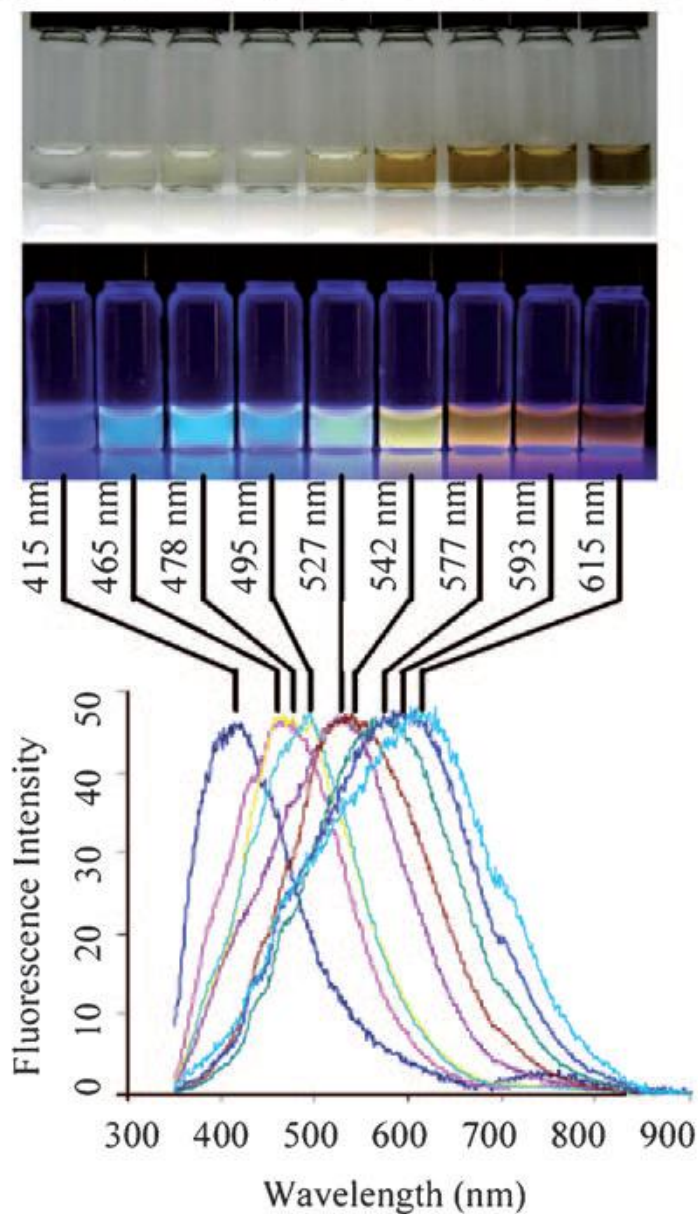 415 nm
465 nm
478 nm
495 nm
527 nm
542 nm
577 nm
593 nm
615 nm
50
40
30
20
10
0
Fluorescence Intensity
300 400 500 600 700 800 900
Wavelength (nm)